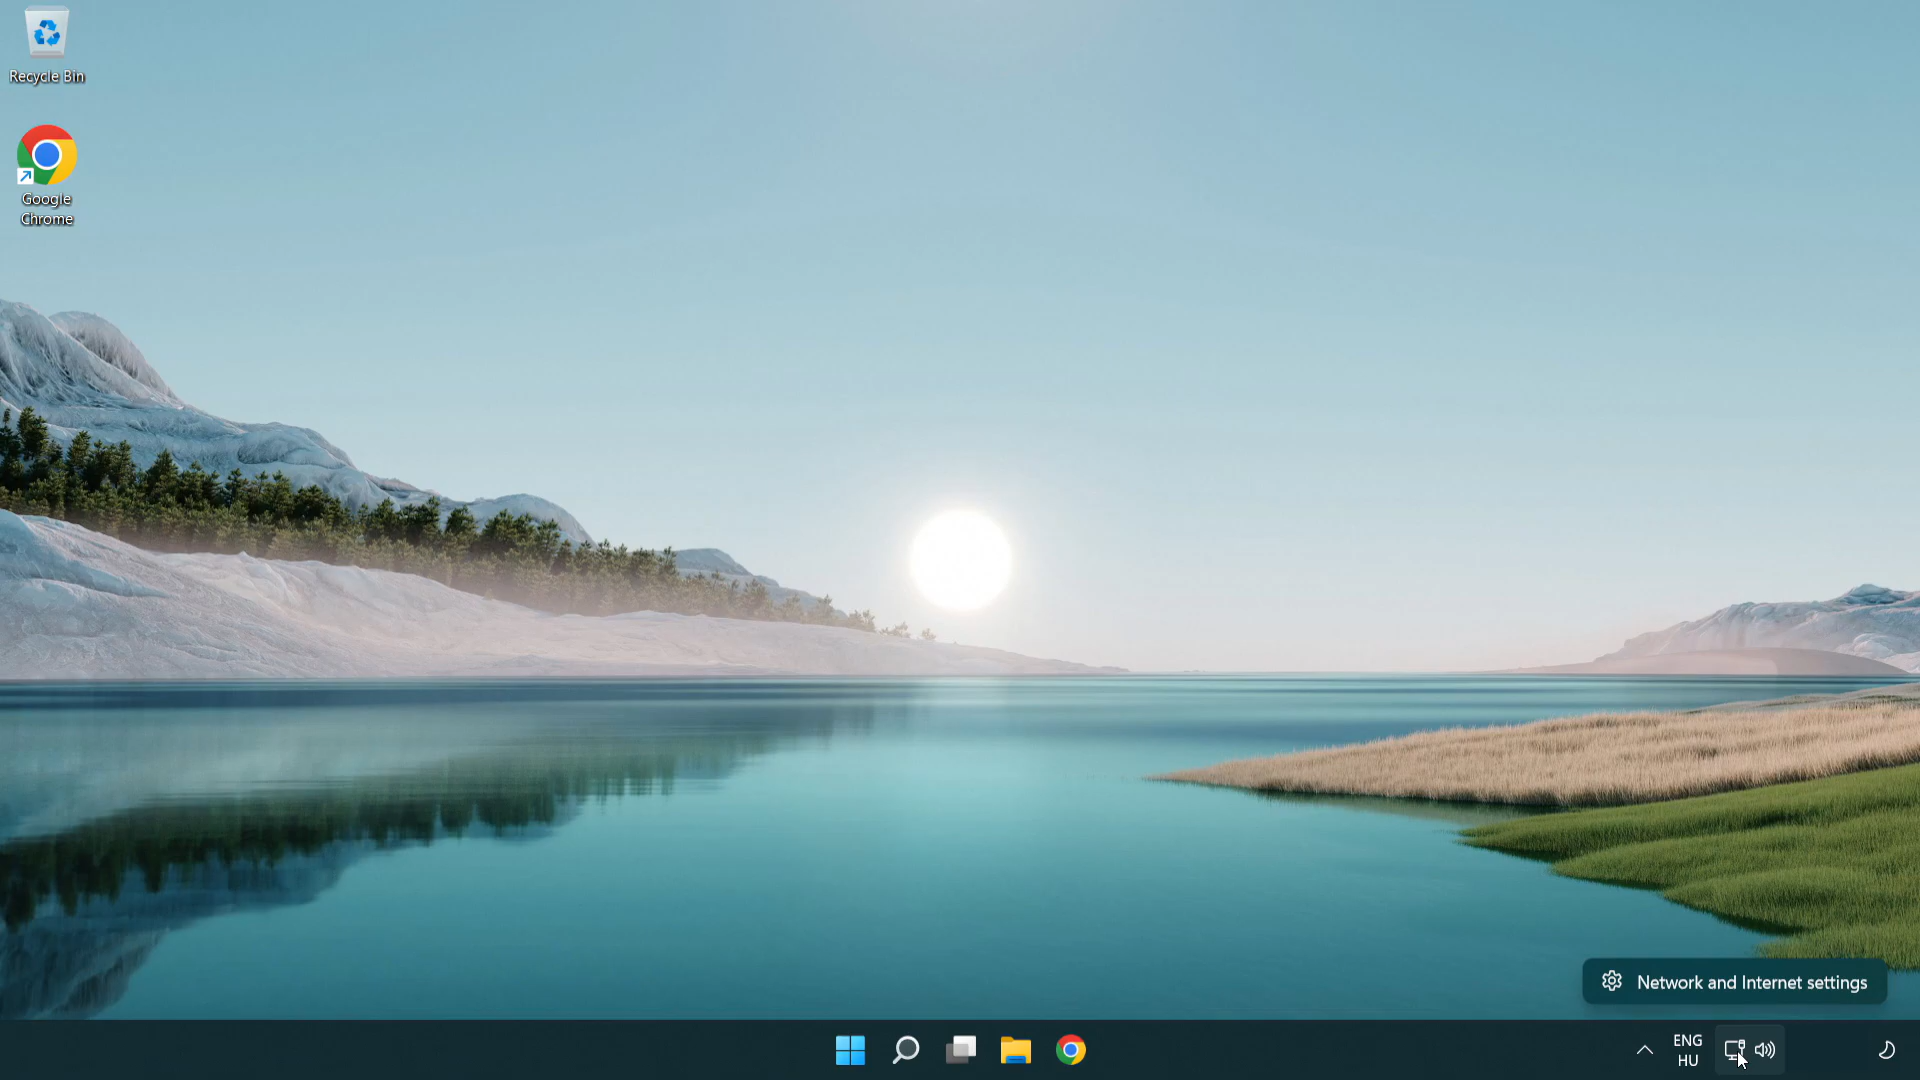 Recycle Bin
Google
Chrome
Network and Internet settings
ENG
HU